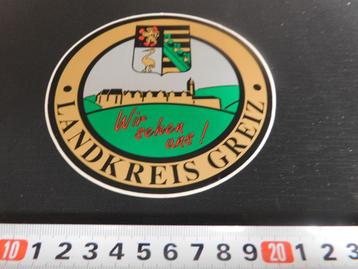 Wir
sehen
uns!
· LANDKREIS GREIZ ·
10 1 2 3 4 5 6 7 8 9 20 1 2 3